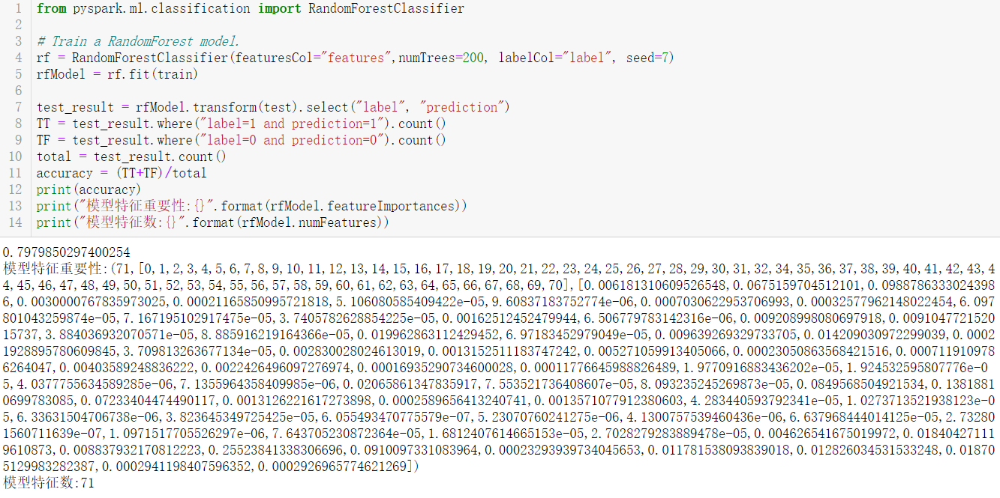 1 from pyspark.ml.classification import RandomForestClassifier
2
3 # Train a RandomForest model.
4 rf = RandomForestClassifier(featuresCol="features",numTrees=200, labelCol="label", seed=7)
5 rfModel = rf.fit(train)
6
7 test_result = rfModel.transform(test).select("label", "prediction")
8 TT = test_result.where("label=1 and prediction=1").count()
9 TF = test_result.where("label=0 and prediction=0").count()
10 total = test_result.count()
11 accuracy = (TT+TF)/total
12 print(accuracy)
13 print("模型特征重要性:{}".format(rfModel.featureImportances))
14 print("模型特征数:{}".format(rfModel.numFeatures))
0.7979850297400254
模型特征重要性:(71,[0,1,2,3,4,5,6,7,8,9,10,11,12,13,14,15,16,17,18,19,20,21,22,23,24,25,26,27,28,29,30,31,32,34,35,36,37,38,39,40,41,42,43,4
4,45,46,47,48,49,50,51,52,53,54,55,56,57,58,59,60,61,62,63,64,65,66,67,68,69,70],[0.006181310609526548,0.0675159704512101,0.0988786333024398
6,0.0030000767835973025,0.00021165850995721818,5.106080585409422e-05,9.60837183752774e-06,0.0007030622953706993,0.00032577962148022454,6.097
801043259874e-05,7.167195102917475e-05,3.7405782628854225e-05,0.00162512452479944,6.506779783142316e-06,0.009208998080697918,0.0091047721520
15737,3.884036932070571e-05,8.885916219164366e-05,0.019962863112429452,6.97183452979049e-05,0.009639269329733705,0.014209030972299039,0.0002
1928895780609845,3.709813263677134e-05,0.002830028024613019,0.0013152511183747242,0.005271059913405066,0.00023050863568421516,0.000711910978
6264047,0.00403589248836222,0.0022426496097276974,0.00016935290734600028,0.00011776645988826489,1.9770916883436202e-05,1.924532595807776e-0
5,4.0377755634589285e-06,7.1355964358409985e-06,0.02065861347835917,7.553521736408607e-05,8.093235245269873e-05,0.0849568504921534,0.1381881
0699783085,0.07233404474490117,0.0013126221617273898,0.0002589656413240741,0.0013571077912380603,4.283440593792341e-05,1.0273713521938123e-0
5,6.33631504706738e-06,3.823645349725425e-05,6.055493470775579e-07,5.23070760241275e-06,4.1300757539460436e-06,6.637968444014125e-05,2.73280
1560711639e-07,1.0971517705526297e-06,7.643705230872364e-05,1.6812407614665153e-05,2.7028279283889478e-05,0.004626541675019972,0.01840427111
9610873,0.008837932170812223,0.25523841338306696,0.0910097331083964,0.00023293939734045653,0.011781538093839018,0.012826034531533248,0.01870
5129983282387,0.0002941198407596352,0.0002926965774621269])
模型特征数:71